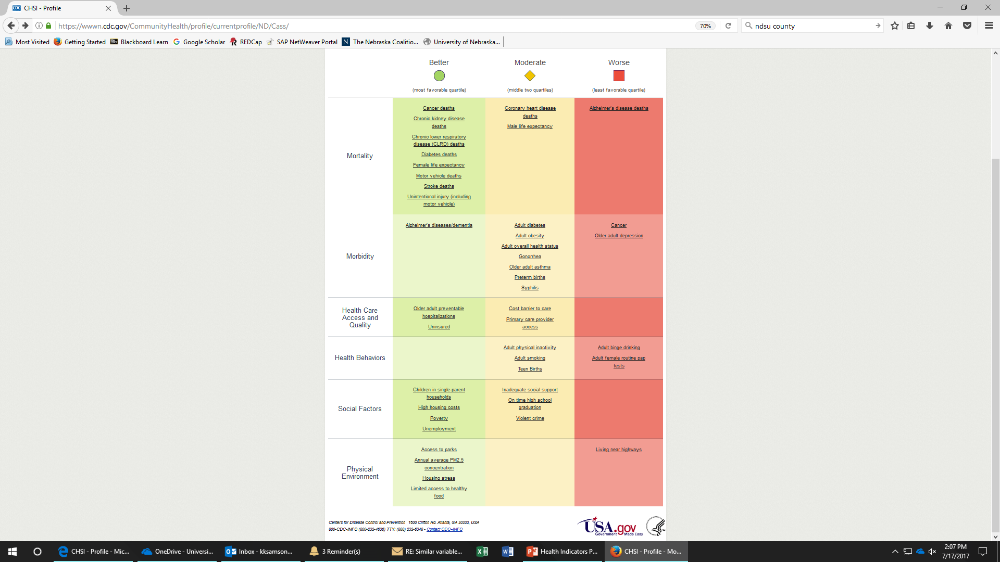 CHSI - Profile
https://wwwn.cdc.gov/CommunityHealth/profile/currentprofile/ND/Cass/
70%
ndsu county
Most Visited
Getting Started
Blackboard Learn
Google Scholar
REDCap
SAP NetWeaver Portal
The Nebraska Coalitio...
University of Nebraska...
Better
Moderate
Worse
(most favorable quartile)
(middle two quartiles)
(least favorable quartile)
Mortality
Cancer deaths
Chronic kidney disease
deaths
Chronic lower respiratory
disease (CLRD) deaths
Diabetes deaths
Female life expectancy
Motor vehicle deaths
Stroke deaths
Unintentional injury (including
motor vehicle)
Coronary heart disease
deaths
Male life expectancy
Alzheimer's disease deaths
Morbidity
Alzheimer's diseases/dementia
Adult diabetes
Adult obesity
Adult overall health status
Gonorrhea
Older adult asthma
Preterm births
Syphilis
Cancer
Older adult depression
Health Care
Access and
Quality
Older adult preventable
hospitalizations
Uninsured
Cost barrier to care
Primary care provider
access
Health Behaviors
Adult physical inactivity
Adult smoking
Teen Births
Adult binge drinking
Adult female routine pap
tests
Social Factors
Children in single-parent
households
High housing costs
Poverty
Unemployment
Inadequate social support
On time high school
graduation
Violent crime
Physical
Environment
Access to parks
Annual average PM2.5
concentration
Housing stress
Limited access to healthy
food
Living near highways
Centers for Disease Control and Prevention 1600 Clifton Rd. Atlanta, GA 30333, USA
800-CDC-INFO (800-232-4636) TTY: (888) 232-6348 - Contact CDC-INFO
USA.gov
Government Made Easy
CHSI - Profile - Mic...
OneDrive - Universi...
Inbox - kksamson...
3 Reminder(s)
RE: Similar variable...
Health Indicators P...
CHSI - Profile - Mo...
2:07 PM
7/17/2017